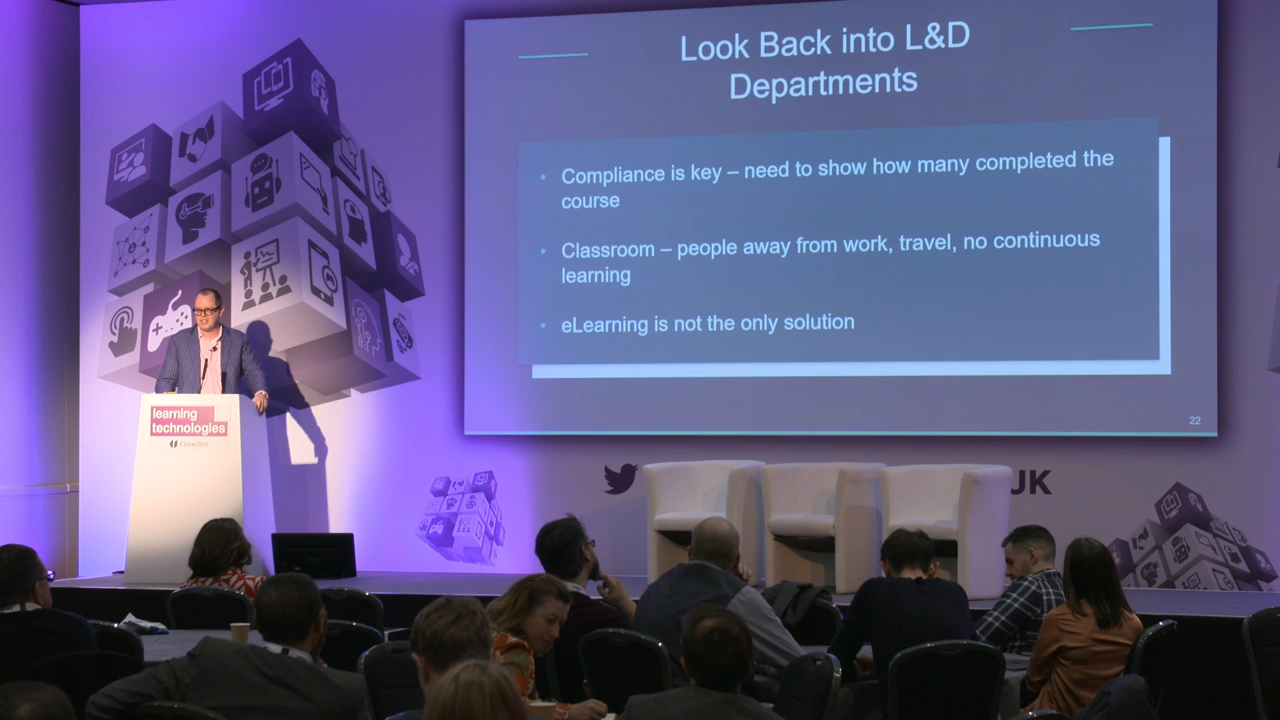 Look Back into L&D
Departments
• Compliance is key – need to show how many completed the
course
• Classroom – people away from work, travel, no continuous
learning
• eLearning is not the only solution
22
learning
technologies
UK